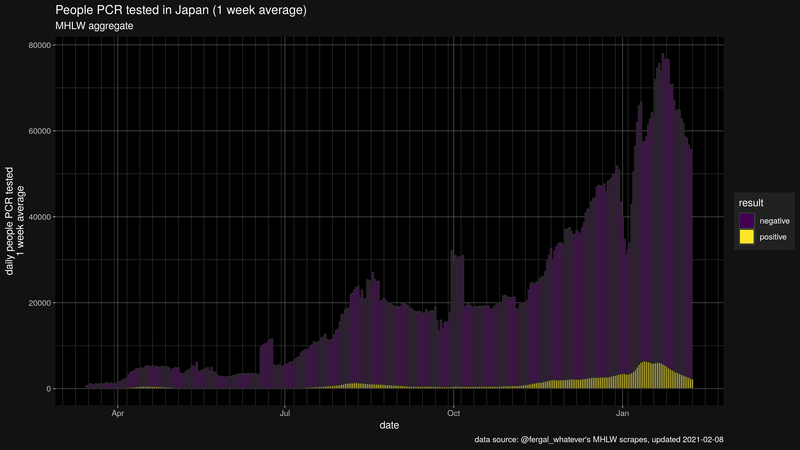 People PCR tested in Japan (1 week average)
MHLW aggregate
daily people PCR tested
1 week average
80000
60000
40000
20000
0
Apr
Jul
Oct
Jan
date
result
negative
positive
data source: @fergal_whatever's MHLW scrapes, updated 2021-02-08